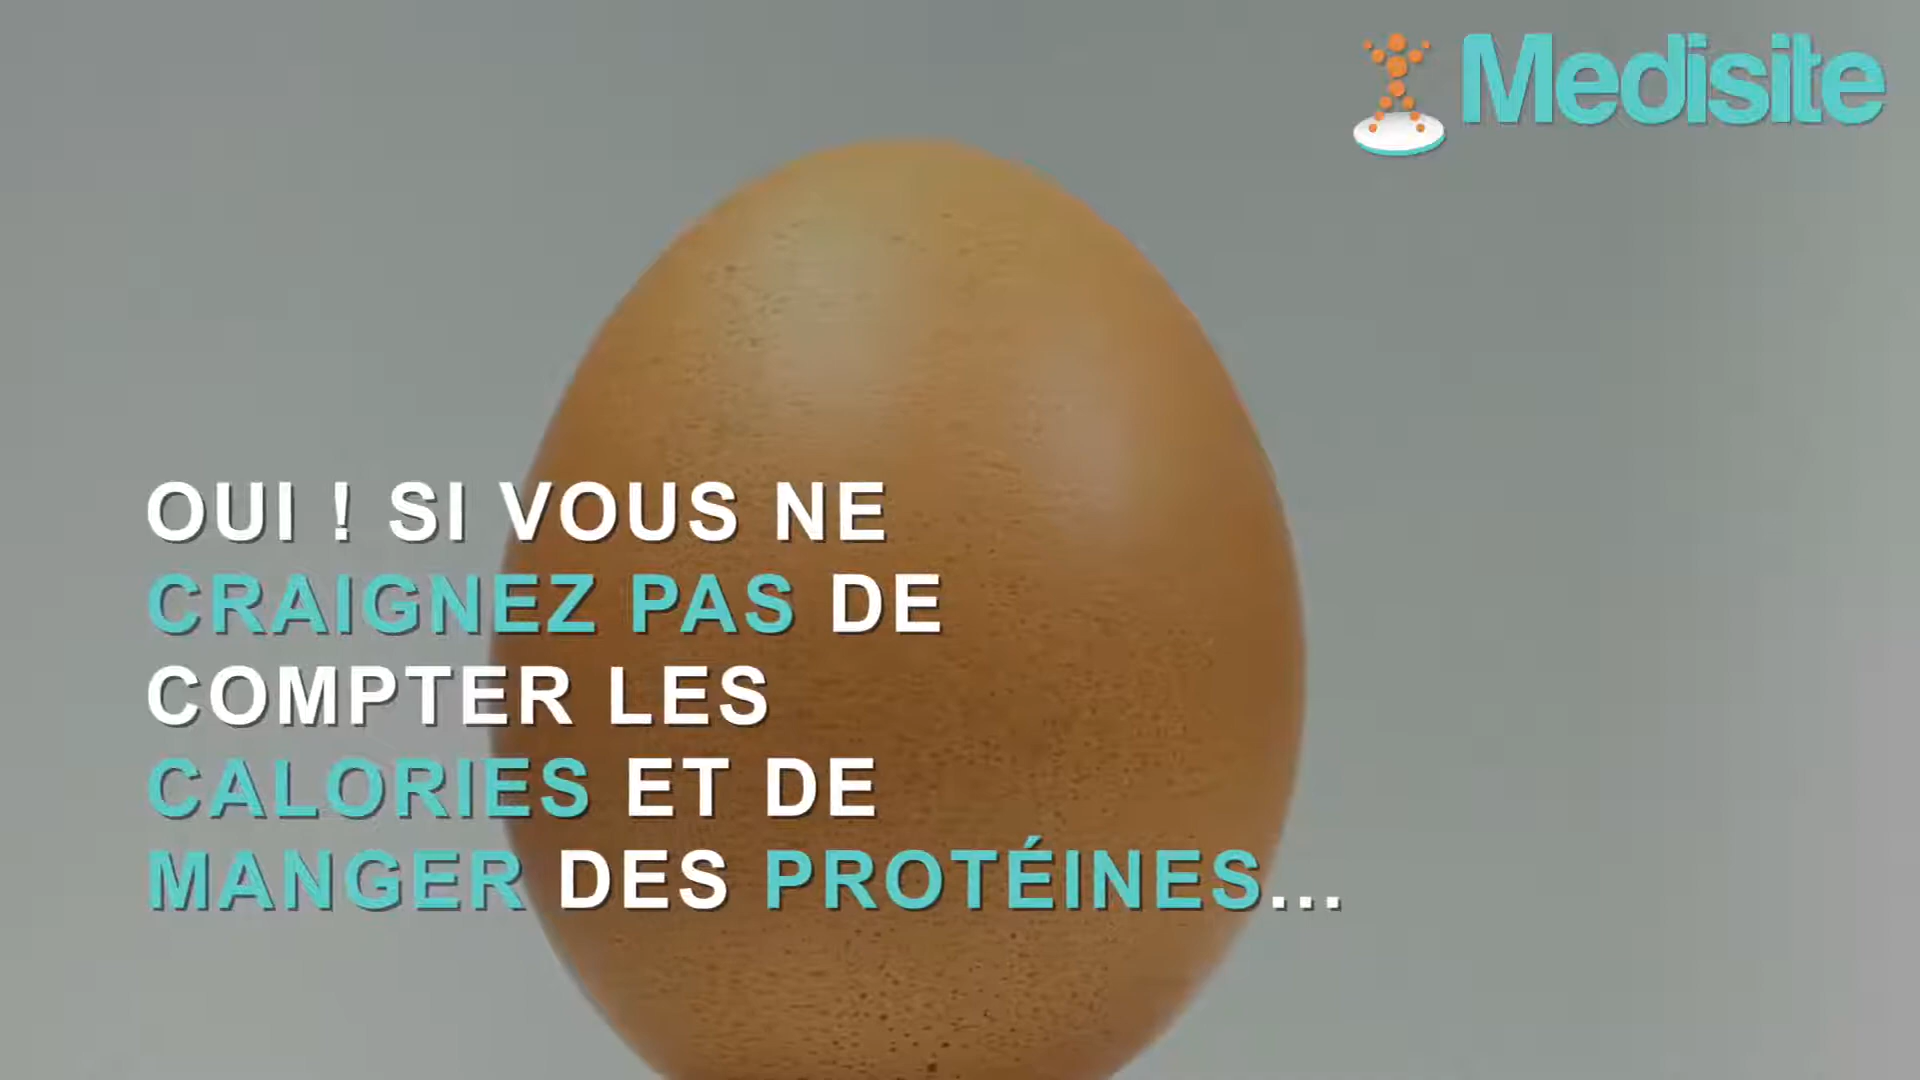 Medisite
OUI ! SI VOUS NE
CRAIGNEZ PAS DE
COMPTER LES
CALORIES ET DE
MANGER DES PROTÉINES...